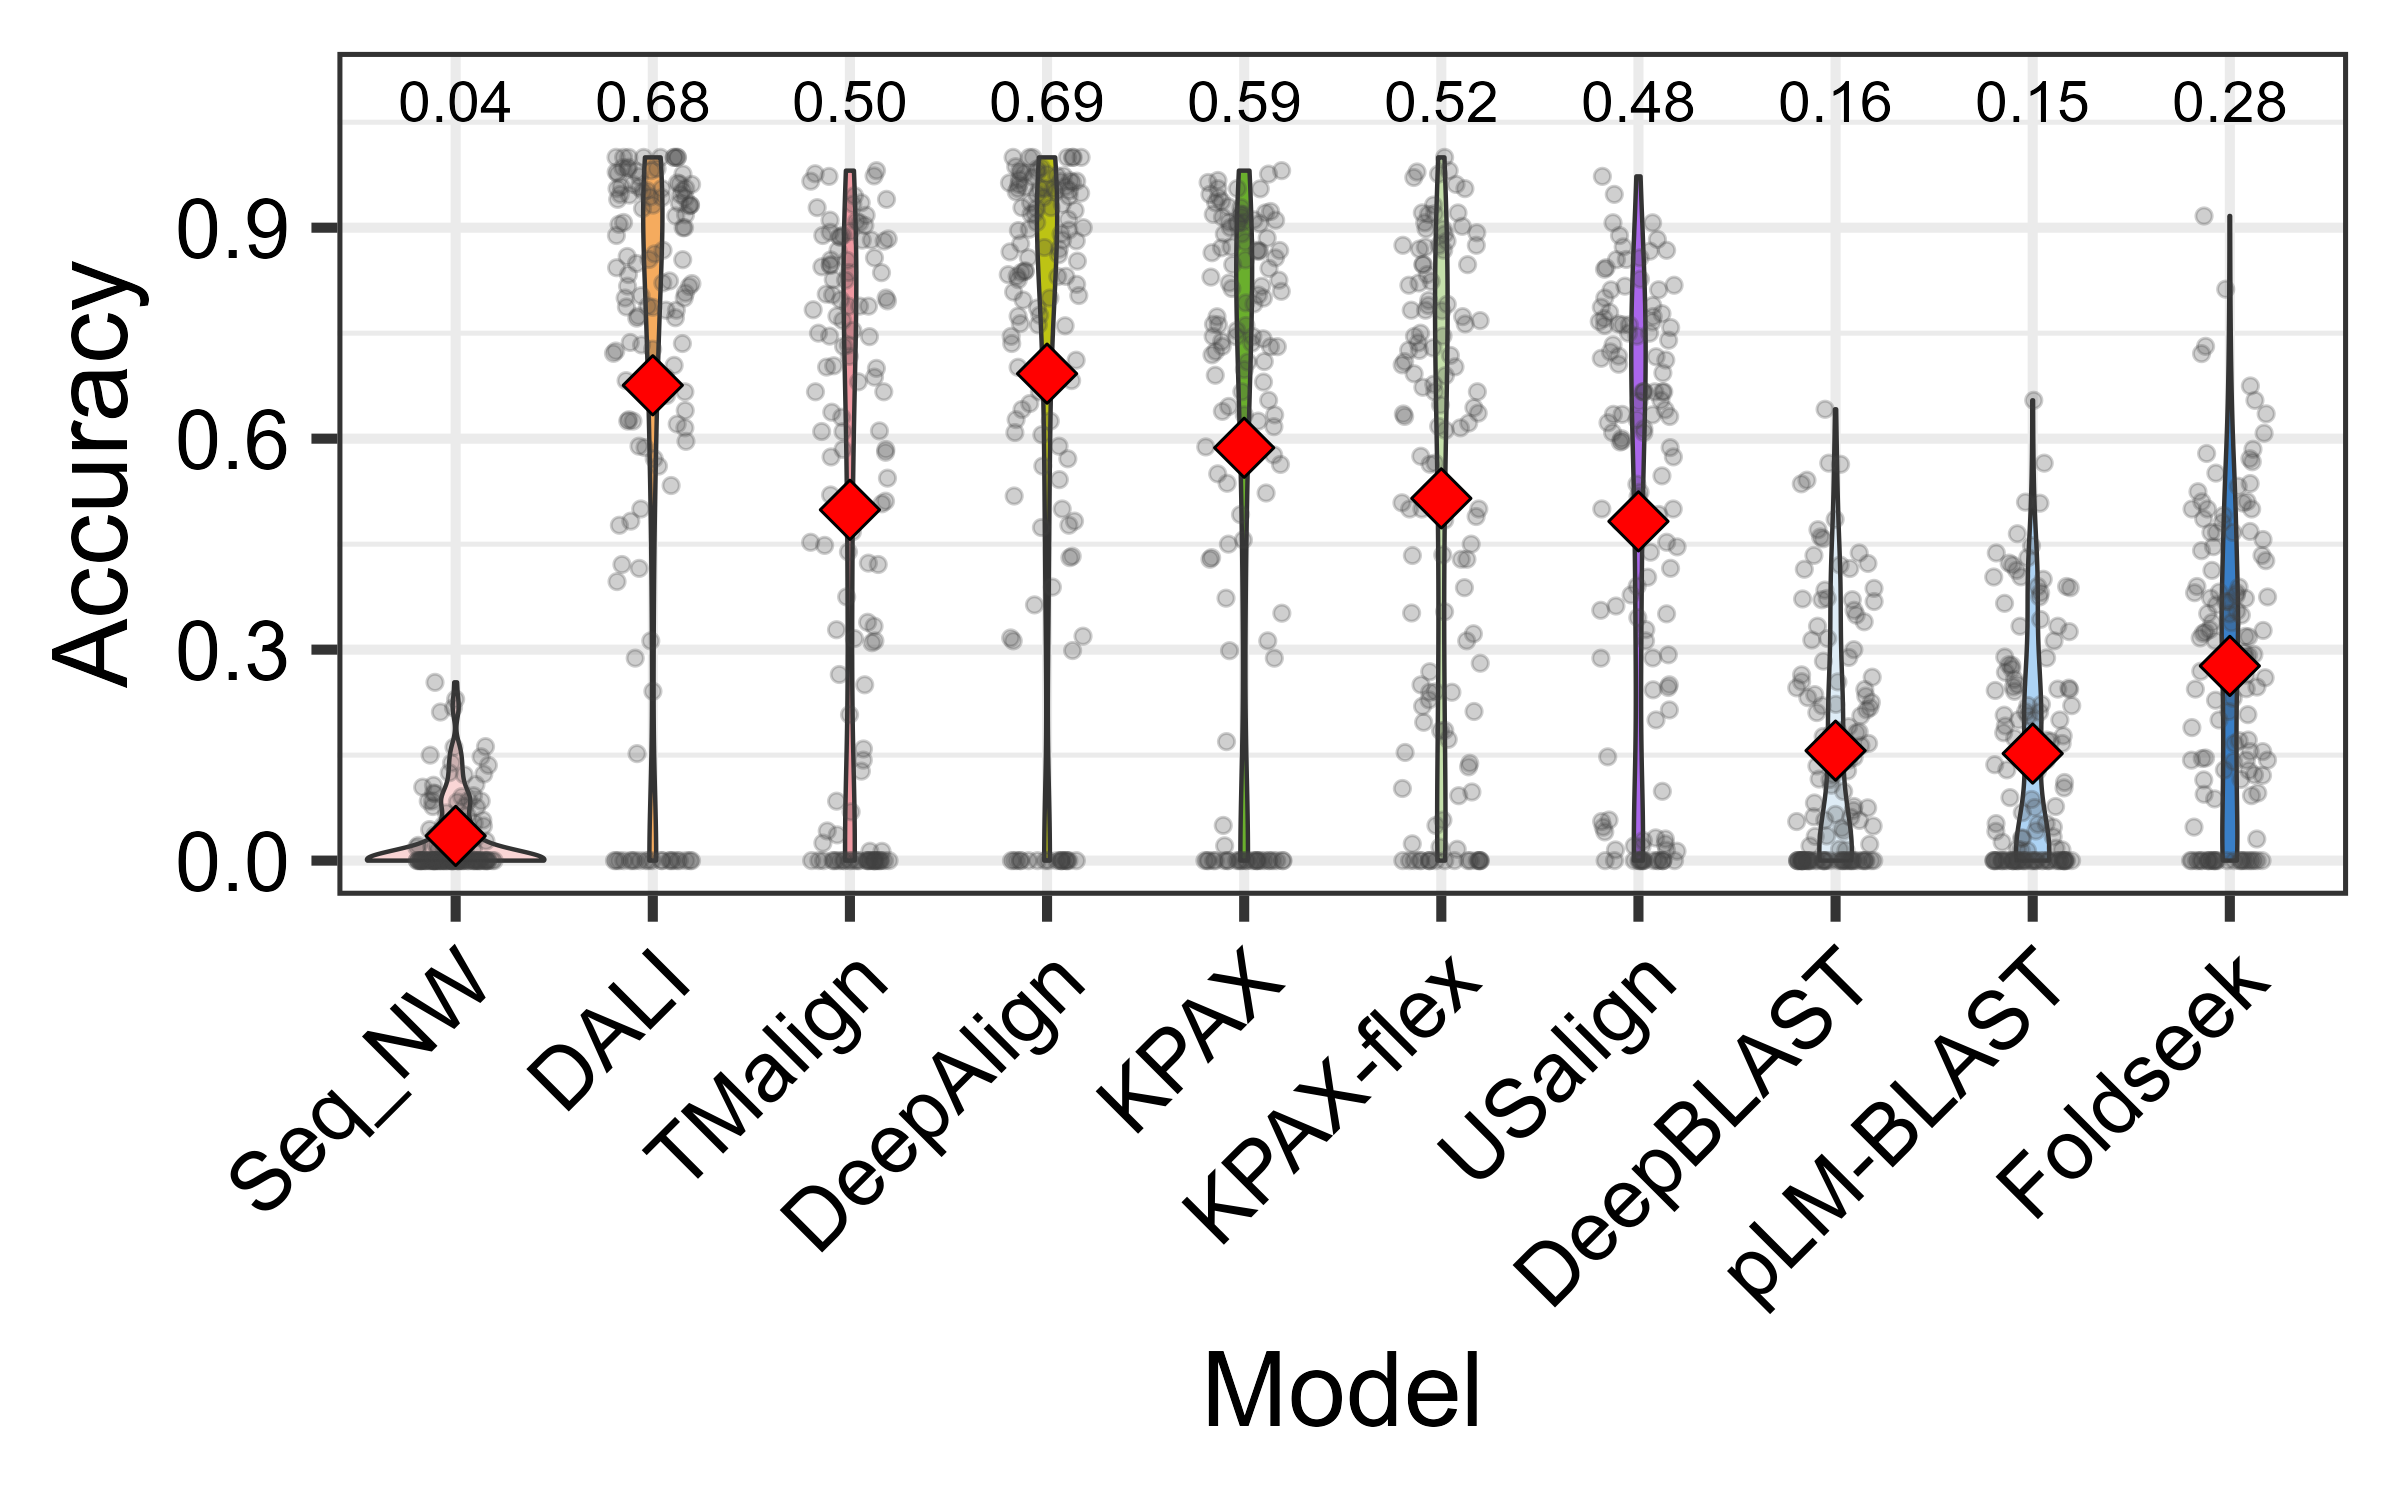 0.04 0.68 0.50 0.69 0.59 0.52 0.48 0.16 0.15 0.28
Accuracy
0.9
0.6
0.3
0.0
Seq_NW DALI TMalign DeepAlign KPAX KPAX-flex USalign DeepBLAST pLM-BLAST Foldseek
Model